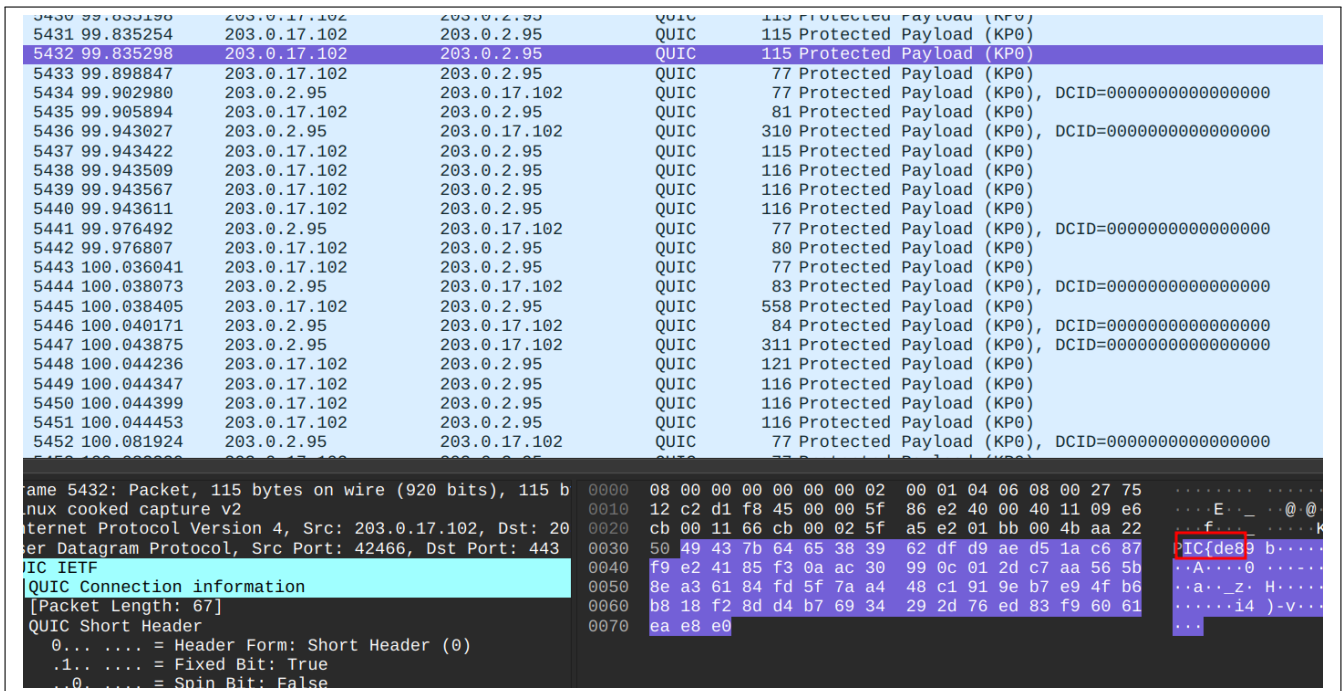 5430 99.835198 203.0.17.102 203.0.2.95 QUIC 115 Protected Payload (KP0)
5431 99.835254 203.0.17.102 203.0.2.95 QUIC 115 Protected Payload (KP0)
5432 99.835298 203.0.17.102 203.0.2.95 QUIC 115 Protected Payload (KP0)
5433 99.898847 203.0.17.102 203.0.2.95 QUIC 77 Protected Payload (KP0)
5434 99.902980 203.0.2.95 203.0.17.102 QUIC 77 Protected Payload (KP0), DCID=0000000000000000
5435 99.905894 203.0.17.102 203.0.2.95 QUIC 81 Protected Payload (KP0)
5436 99.943027 203.0.2.95 203.0.17.102 QUIC 310 Protected Payload (KP0), DCID=0000000000000000
5437 99.943422 203.0.17.102 203.0.2.95 QUIC 115 Protected Payload (KP0)
5438 99.943509 203.0.17.102 203.0.2.95 QUIC 116 Protected Payload (KP0)
5439 99.943567 203.0.17.102 203.0.2.95 QUIC 116 Protected Payload (KP0)
5440 99.943611 203.0.17.102 203.0.2.95 QUIC 116 Protected Payload (KP0)
5441 99.976492 203.0.2.95 203.0.17.102 QUIC 77 Protected Payload (KP0), DCID=0000000000000000
5442 99.976807 203.0.17.102 203.0.2.95 QUIC 80 Protected Payload (KP0)
5443 100.036041 203.0.17.102 203.0.2.95 QUIC 77 Protected Payload (KP0)
5444 100.038073 203.0.2.95 203.0.17.102 QUIC 83 Protected Payload (KP0), DCID=0000000000000000
5445 100.038405 203.0.17.102 203.0.2.95 QUIC 558 Protected Payload (KP0)
5446 100.040171 203.0.2.95 203.0.17.102 QUIC 84 Protected Payload (KP0), DCID=0000000000000000
5447 100.043875 203.0.2.95 203.0.17.102 QUIC 311 Protected Payload (KP0), DCID=0000000000000000
5448 100.044236 203.0.17.102 203.0.2.95 QUIC 121 Protected Payload (KP0)
5449 100.044347 203.0.17.102 203.0.2.95 QUIC 116 Protected Payload (KP0)
5450 100.044399 203.0.17.102 203.0.2.95 QUIC 116 Protected Payload (KP0)
5451 100.044453 203.0.17.102 203.0.2.95 QUIC 116 Protected Payload (KP0)
5452 100.081924 203.0.2.95 203.0.17.102 QUIC 77 Protected Payload (KP0), DCID=0000000000000000
rame 5432: Packet, 115 bytes on wire (920 bits), 115 b
nux cooked capture v2
nternet Protocol Version 4, Src: 203.0.17.102, Dst: 20
ser Datagram Protocol, Src Port: 42466, Dst Port: 443
UIC IETF
[QUIC Connection information
[Packet Length: 67]
QUIC Short Header
0... .... = Header Form: Short Header (0)
.1.. .... = Fixed Bit: True
..0. .... = Spin Bit: False
0000 08 00 00 00 00 00 00 02 00 01 04 06 08 00 27 75 ········ ······
0010 12 c2 d1 f8 45 00 00 5f 86 e2 40 00 40 11 09 e6 ····E··_ ··@·@·
0020 cb 00 11 66 cb 00 02 5f a5 e2 01 bb 00 4b aa 22 ···f···_ ·····K
0030 50 49 43 7b 64 65 38 39 62 df d9 ae d5 1a c6 87 PIC{de89 b·····
0040 f9 e2 41 85 f3 0a ac 30 99 0c 01 2d c7 aa 56 5b ··A····0 ···-··
0050 8e a3 61 84 fd 5f 7a a4 48 c1 91 9e b7 e9 4f b6 ··a··_z· H·····
0060 b8 18 f2 8d d4 b7 69 34 29 2d 76 ed 83 f9 60 61 ······i4 )-v···
0070 ea e8 e0 ···